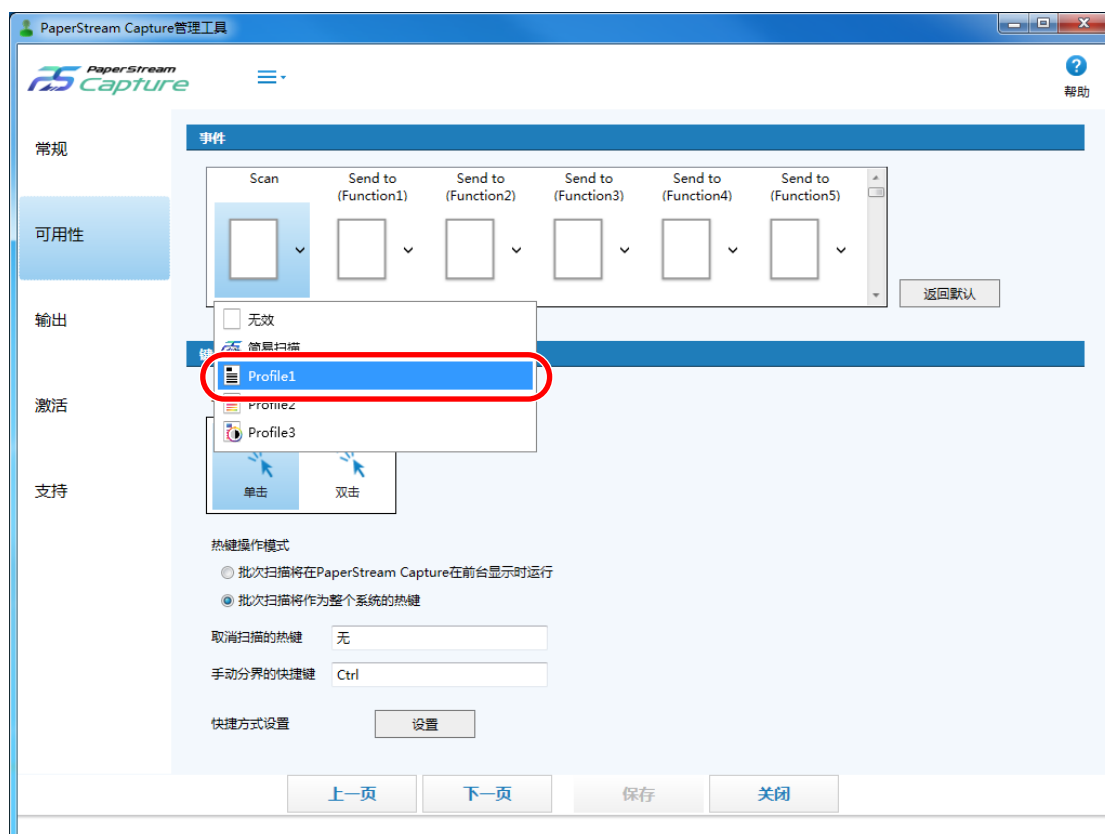 PaperStream Capture管理工具
PaperStream
Capture
帮助
常规
可用性
输出
激活
支持
事件
Scan
Send to
(Function1)
Send to
(Function2)
Send to
(Function3)
Send to
(Function4)
Send to
(Function5)
返回默认
无效
简易扫描
Profile1
Profile2
Profile3
单击
双击
热键操作模式
批次扫描将在PaperStream Capture在前台显示时运行
批次扫描将作为整个系统的热键
取消扫描的热键
无
手动分界的快捷键
Ctrl
快捷方式设置
设置
上一页
下一页
保存
关闭